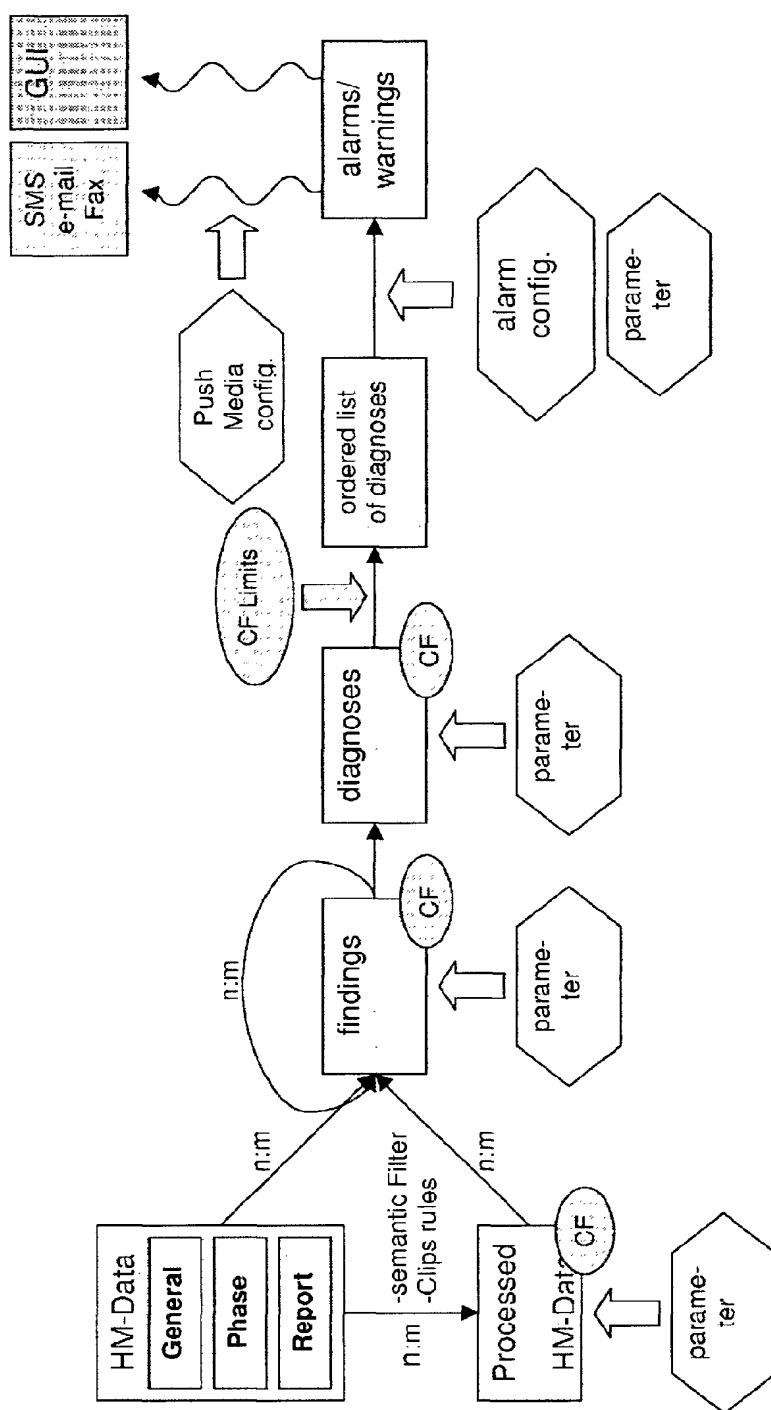 HM-Data
General
Phase
Report
n:m
-semantic Filter
-Clips rules
Processed
HM-Data
CF
parame-
ter
n:m
n:m
n:m
findings
CF
parame-
ter
diagnoses
CF
parame-
ter
CF Limits
ordered list
of diagnoses
Push
Media
config.
alarm
config.
parame-
ter
alarms/
warnings
SMS
e-mail
Fax
GUI